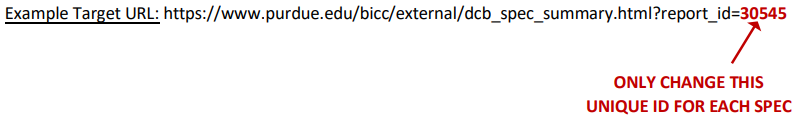 Example Target URL: https://www.purdue.edu/bicc/external/dcb_spec_summary.html?report_id=30545
ONLY CHANGE THIS
UNIQUE ID FOR EACH SPEC